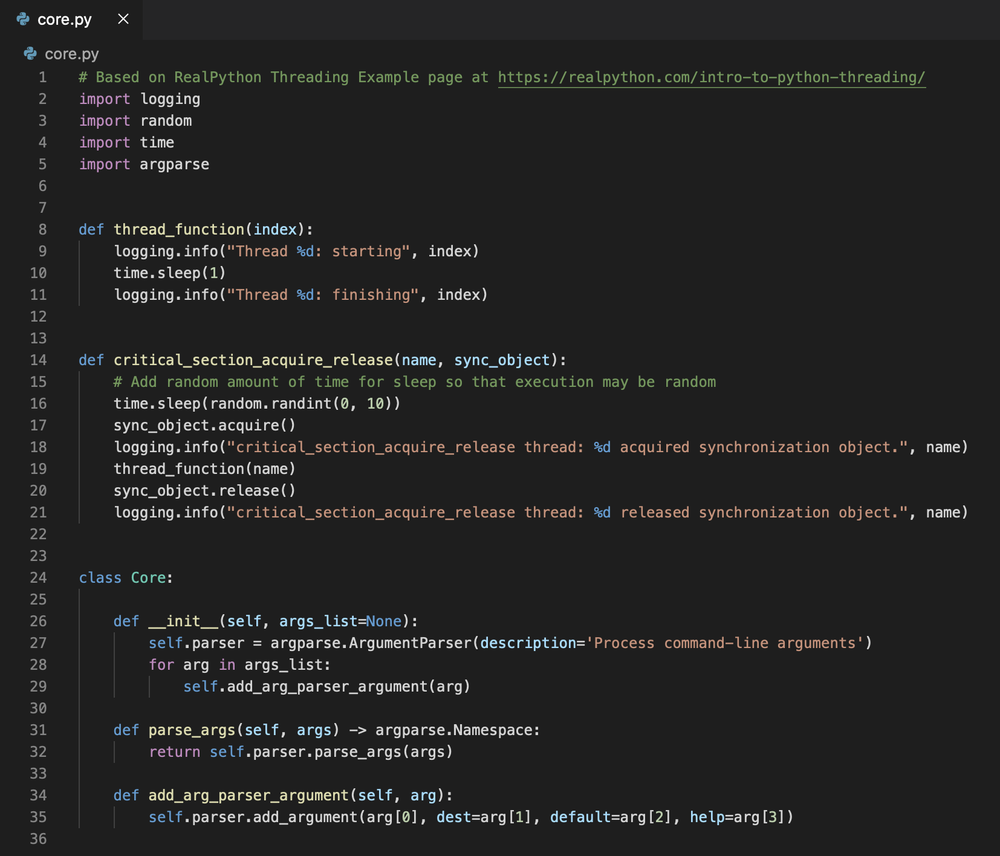 core.py
core.py
1 # Based on RealPython Threading Example page at https://realpython.com/intro-to-python-threading/
2 import logging
3 import random
4 import time
5 import argparse
6
7
8 def thread_function(index):
9     logging.info("Thread %d: starting", index)
10     time.sleep(1)
11     logging.info("Thread %d: finishing", index)
12
13
14 def critical_section_acquire_release(name, sync_object):
15     # Add random amount of time for sleep so that execution may be random
16     time.sleep(random.randint(0, 10))
17     sync_object.acquire()
18     logging.info("critical_section_acquire_release thread: %d acquired synchronization object.", name)
19     thread_function(name)
20     sync_object.release()
21     logging.info("critical_section_acquire_release thread: %d released synchronization object.", name)
22
23
24 class Core:
25
26     def __init__(self, args_list=None):
27         self.parser = argparse.ArgumentParser(description='Process command-line arguments')
28         for arg in args_list:
29             self.add_arg_parser_argument(arg)
30
31     def parse_args(self, args) -> argparse.Namespace:
32         return self.parser.parse_args(args)
33
34     def add_arg_parser_argument(self, arg):
35         self.parser.add_argument(arg[0], dest=arg[1], default=arg[2], help=arg[3])
36